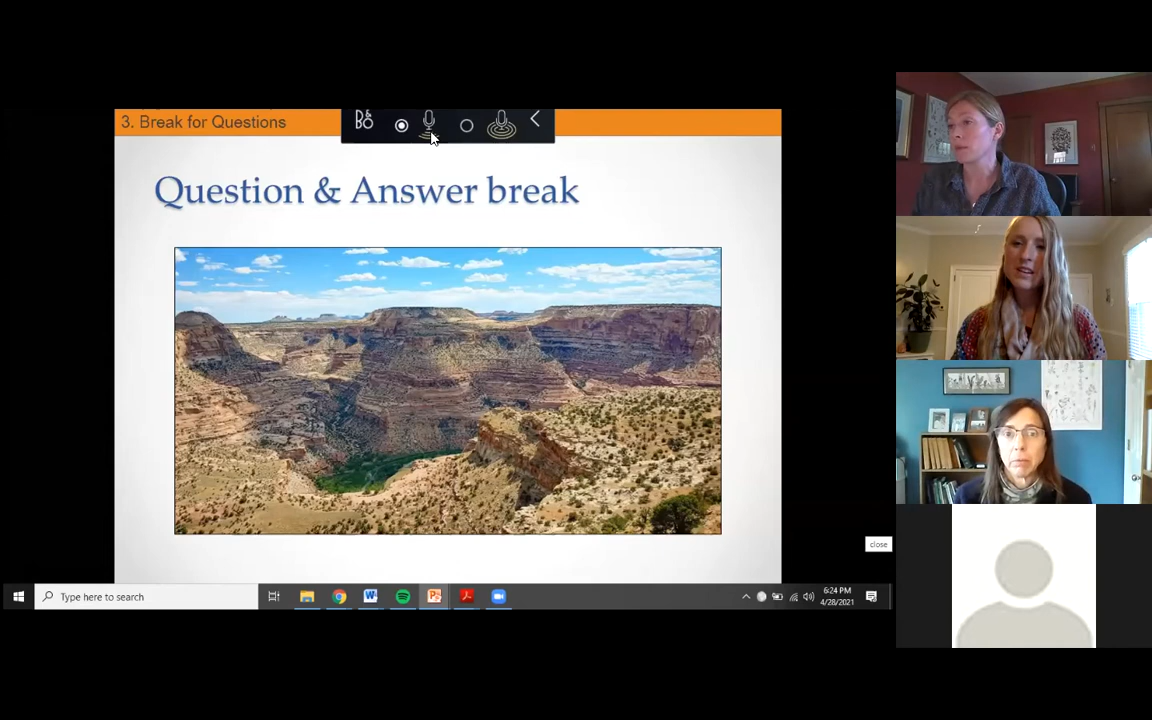 3. Break for Questions
Question & Answer break
close
Type here to search
6:24 PM
4/28/2021